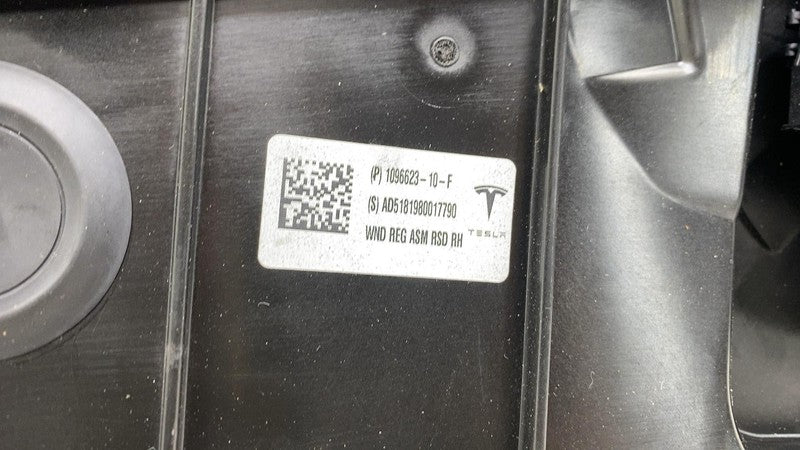 (P) 1096623-10-F
(S) AD5181980017790
WND REG ASM RSD RH
TESLA